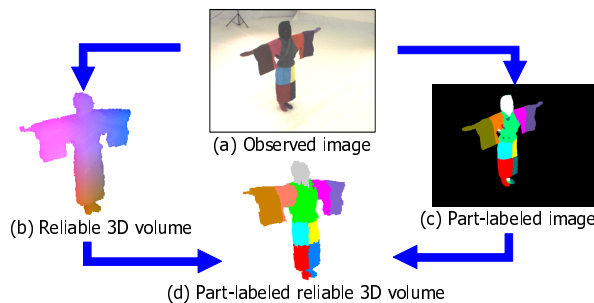 (a) Observed image
(b) Reliable 3D volume
(c) Part-labeled image
(d) Part-labeled reliable 3D volume